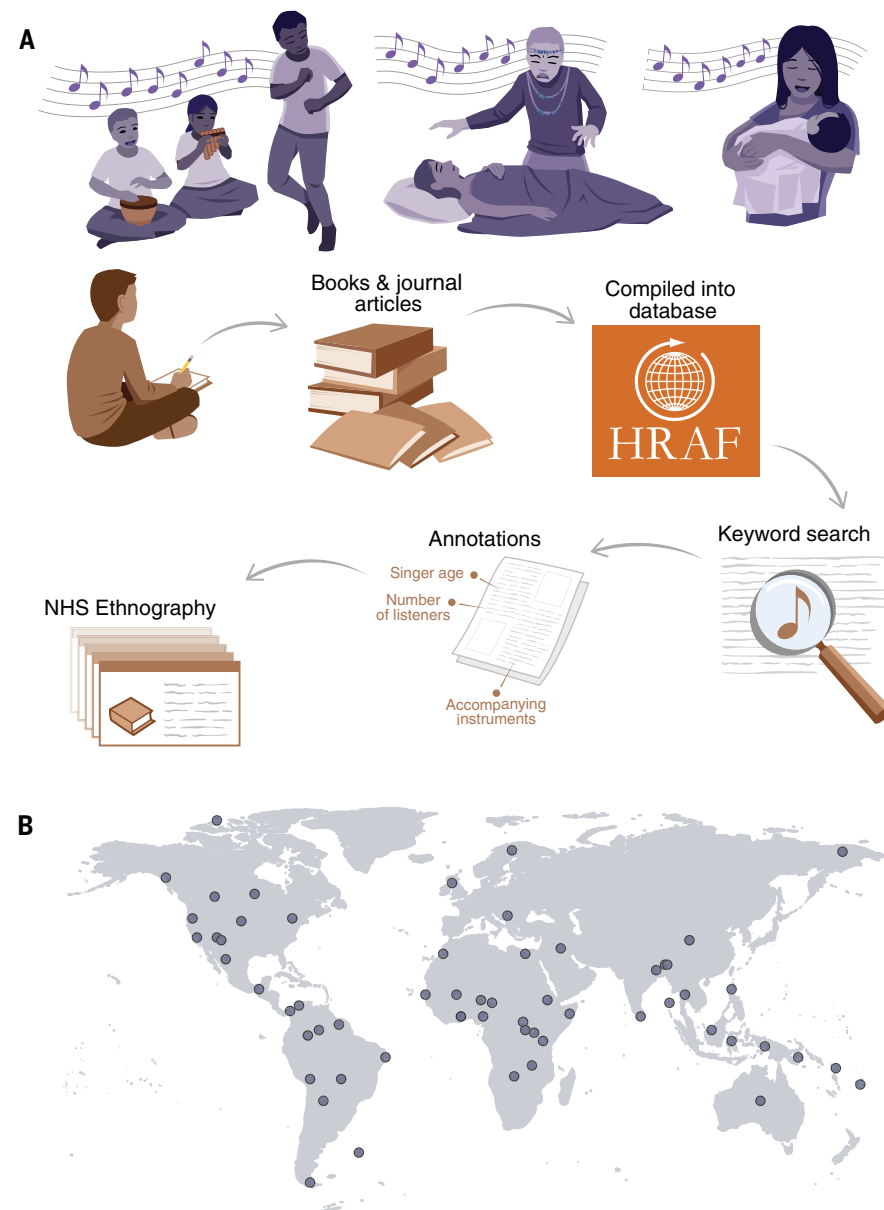 A
Books & journal
articles
Compiled into
database
HRAF
Keyword search
Annotations
Singer age
Number
of listeners
Accompanying
instruments
NHS Ethnography
B